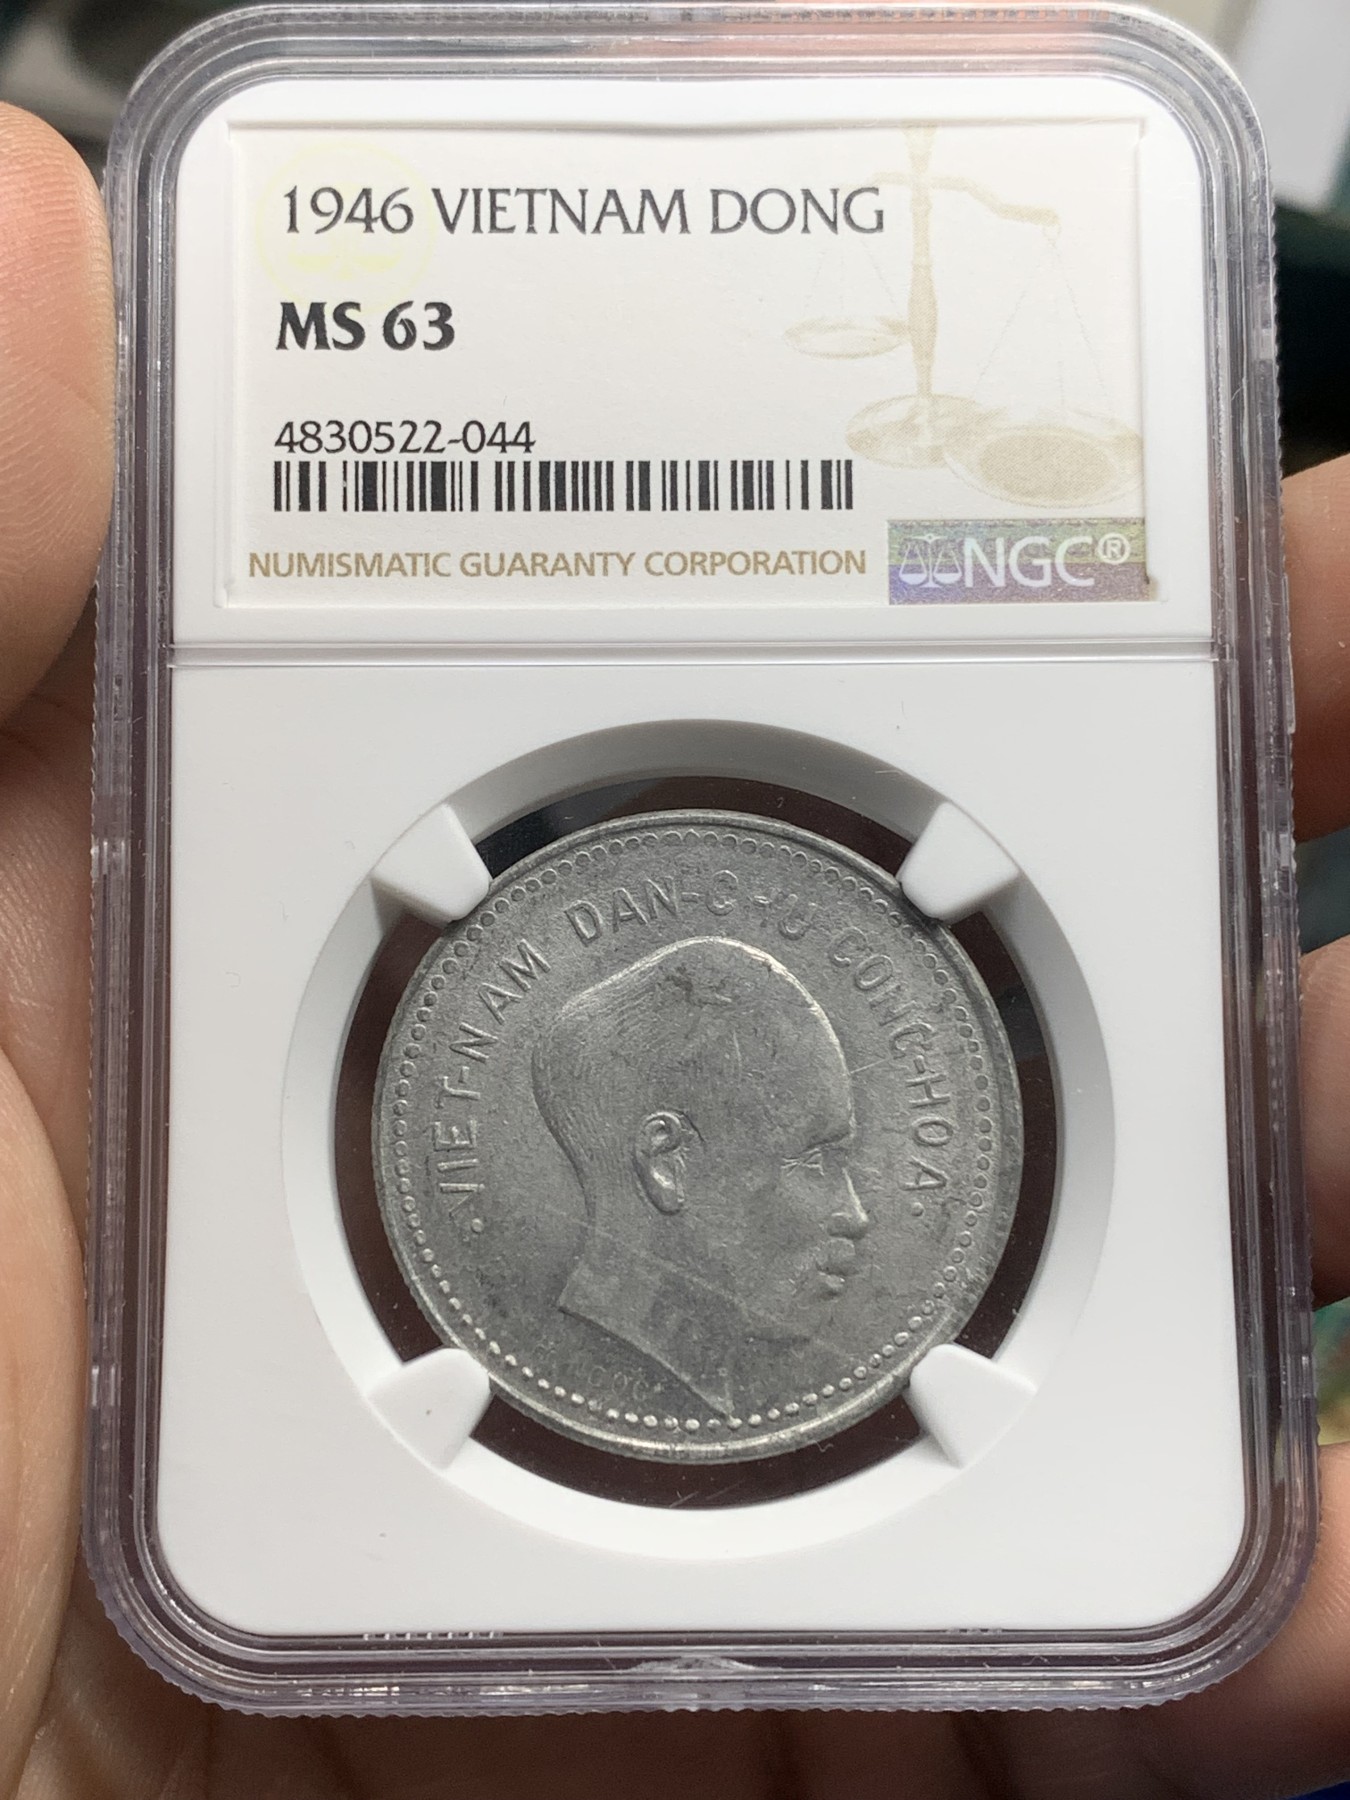 1946 VIETNAM DONG
MS 63
4830522-044
NUMISMATIC GUARANTY CORPORATION
NGC®
• VIET-NAM DAN-CHU CONG-HOA •